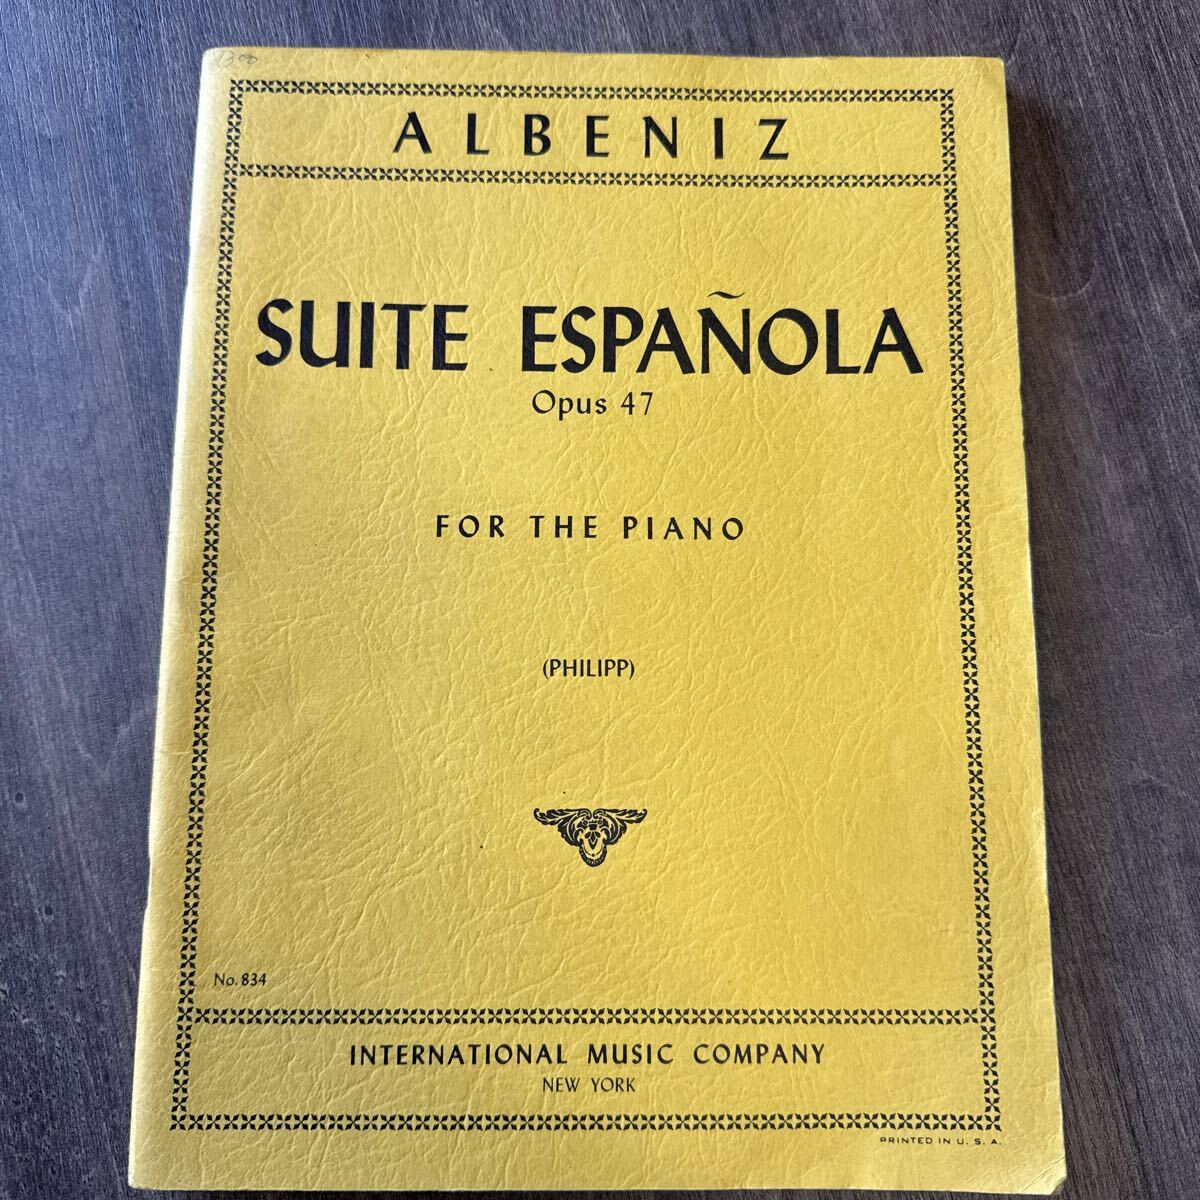 ALBENIZ
SUITE ESPAÑOLA
Opus 47
FOR THE PIANO
(PHILIPP)
No. 834
INTERNATIONAL MUSIC COMPANY
NEW YORK
PRINTED IN U. S. A.